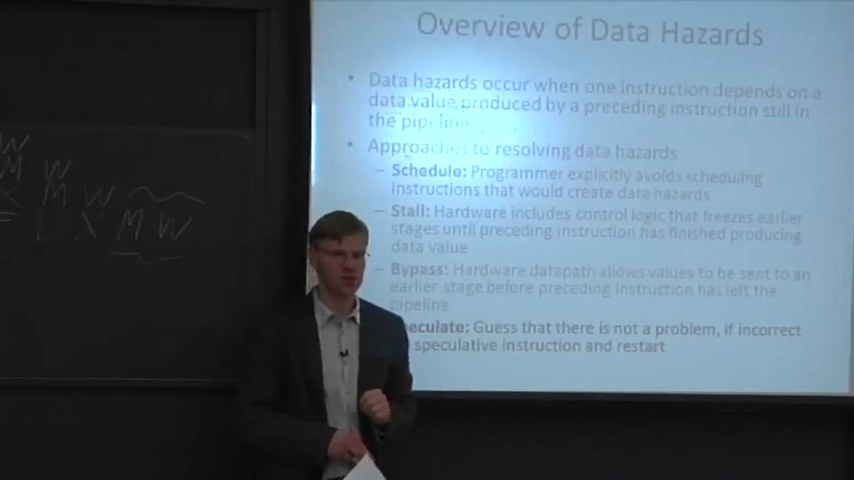 Overview of Data Hazards
• Data hazards occur when one instruction depends on a
data value produced by a preceding instruction still in
the pipeline
• Approaches to resolving data hazards
– Schedule: Programmer explicitly avoids scheduling
instructions that would create data hazards
– Stall: Hardware includes control logic that freezes earlier
stages until preceding instruction has finished producing
data value
– Bypass: Hardware datapath allows values to be sent to an
earlier stage before preceding instruction has left the
pipeline
Guess that there is not a problem, if incorrect
speculative instruction and restart
W
M W
M W
X M W